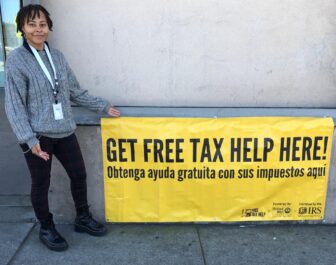 GET FREE TAX HELP HERE!
Obtenga ayuda gratuita con sus impuestos aquí
IRS